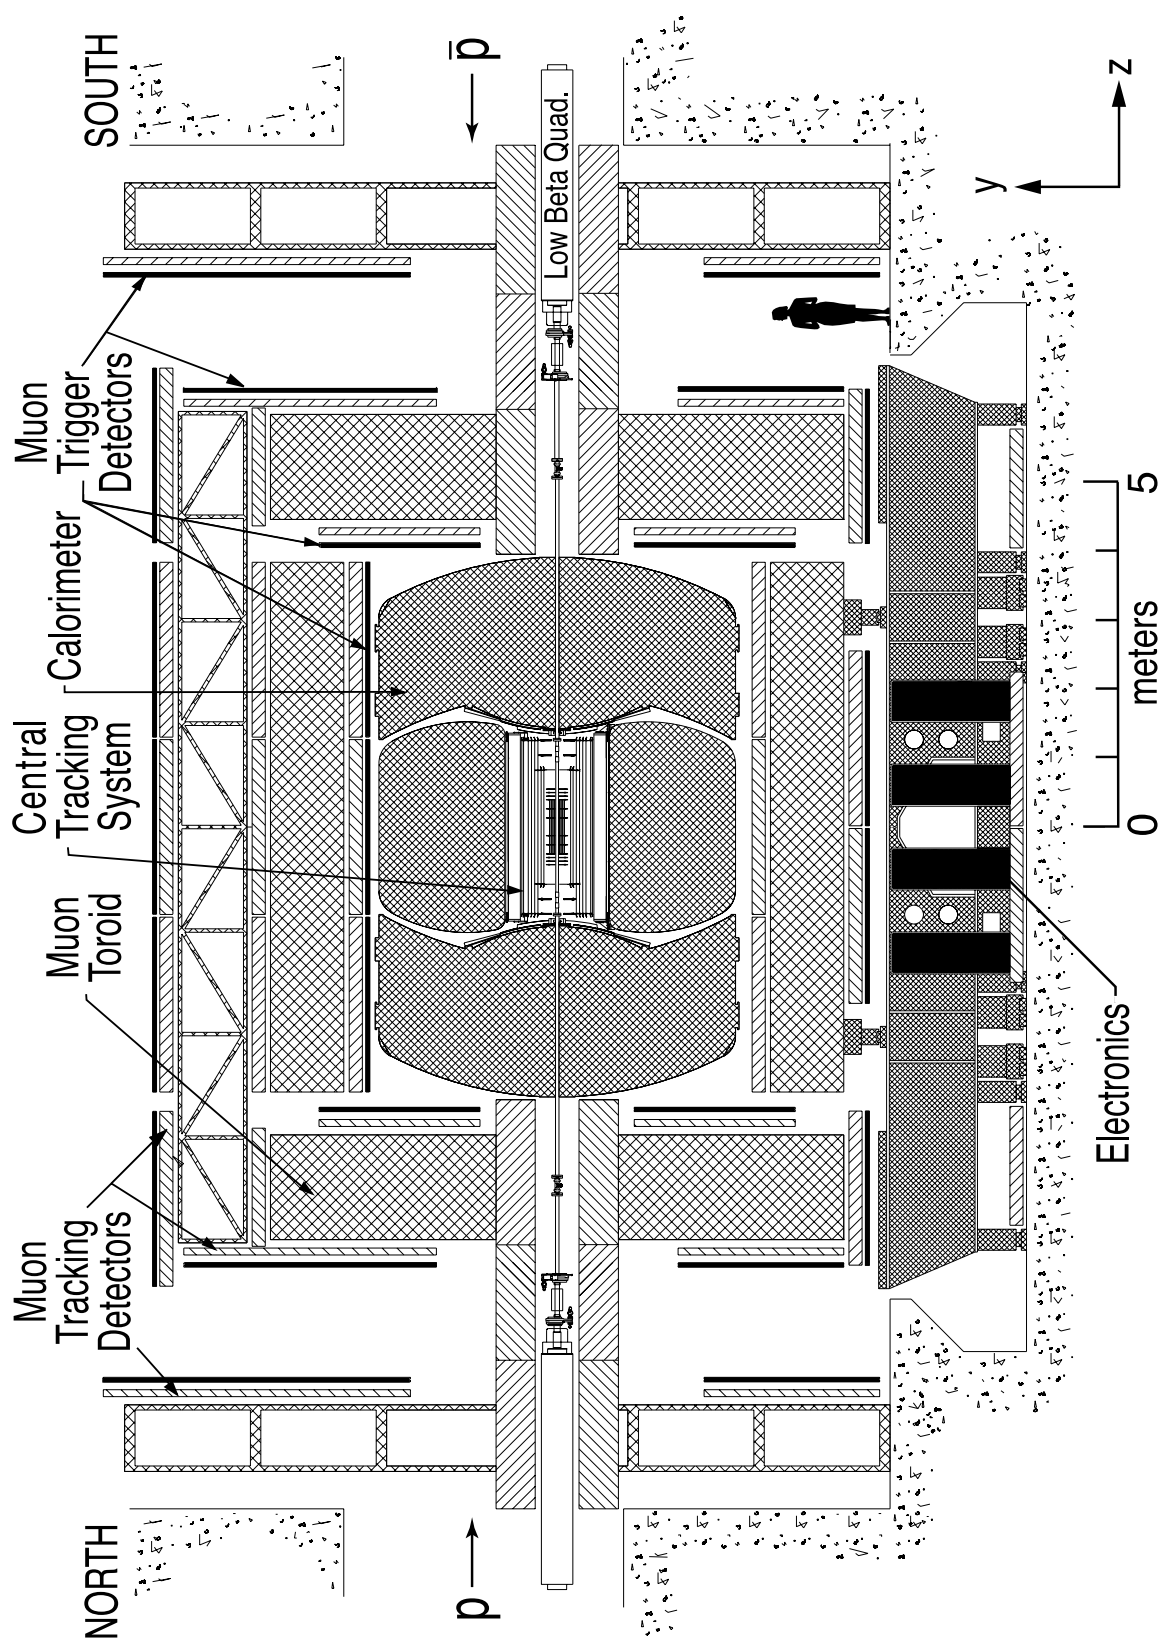 NORTH
SOUTH
Muon
Tracking
Detectors
Muon
Toroid
Central
Tracking
System
Calorimeter
Muon
Trigger
Detectors
p
p̅
Low Beta Quad.
y
z
Electronics
0
meters
5